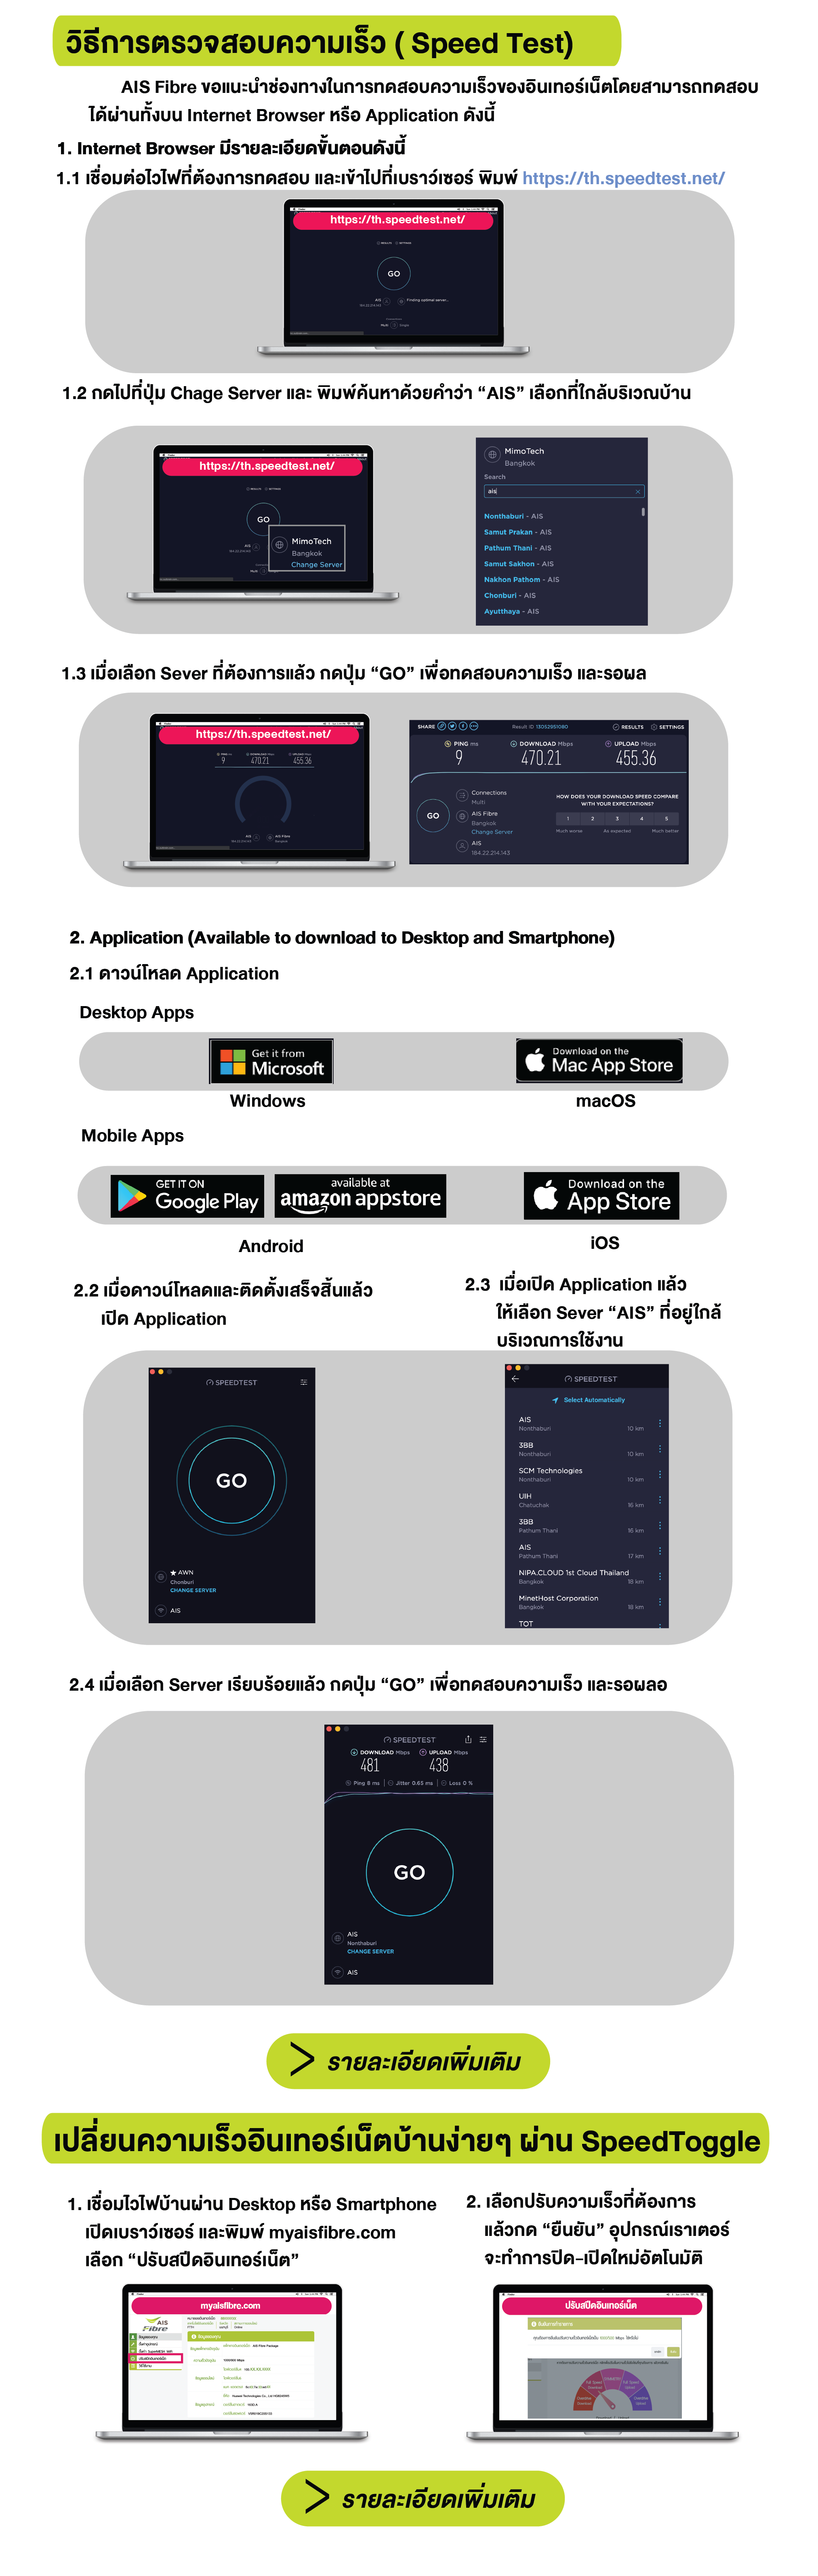 วิธีการตรวจสอบความเร็ว ( Speed Test)
AIS Fibre ขอแนะนำช่องทางในการทดสอบความเร็วของอินเทอร์เน็ตโดยสามารถทดสอบ
ได้ผ่านทั้งบน Internet Browser หรือ Application ดังนี้
1. Internet Browser มีรายละเอียดขั้นตอนดังนี้
1.1 เชื่อมต่อไวไฟที่ต้องการทดสอบ และเข้าไปที่เบราว์เซอร์ พิมพ์ https://th.speedtest.net/
https://th.speedtest.net/
RESULTS SETTINGS
GO
AIS
Finding optimal server...
Multi
1.2 กดไปที่ปุ่ม Chage Server และ พิมพ์ค้นหาด้วยคำว่า “AIS” เลือกที่ใกล้บริเวณบ้าน
https://th.speedtest.net/
RESULTS SETTINGS
GO
AIS
MimoTech
Bangkok
Change Server
Multi
MimoTech
Bangkok
Search
ais
Nonthaburi - AIS
Samut Prakan - AIS
Pathum Thani - AIS
Samut Sakhon - AIS
Nakhon Pathom - AIS
Chonburi - AIS
Ayutthaya - AIS
1.3 เมื่อเลือก Sever ที่ต้องการแล้ว กดปุ่ม “GO” เพื่อทดสอบความเร็ว และรอผล
https://th.speedtest.net/
PING ms DOWNLOAD Mbps UPLOAD Mbps
9 470.21 455.36
AIS AIS Fibre
Bangkok
SHARE Result ID 13052951080 RESULTS SETTINGS
PING ms DOWNLOAD Mbps UPLOAD Mbps
9 470.21 455.36
GO
Connections
Multi
AIS Fibre
Bangkok
Change Server
AIS
184.22.214.143
HOW DOES YOUR DOWNLOAD SPEED COMPARE
WITH YOUR EXPECTATIONS?
1 2 3 4 5
Much worse As expected Much better
2. Application (Available to download to Desktop and Smartphone)
2.1 ดาวน์โหลด Application
Desktop Apps
Get it from
Microsoft
Download on the
Mac App Store
Windows
macOS
Mobile Apps
GET IT ON
Google Play
available at
amazon appstore
Download on the
App Store
Android
iOS
2.2 เมื่อดาวน์โหลดและติดตั้งเสร็จสิ้นแล้ว
เปิด Application
2.3 เมื่อเปิด Application แล้ว
ให้เลือก Sever “AIS” ที่อยู่ใกล้
บริเวณการใช้งาน
SPEEDTEST
GO
AWN
Chonburi
CHANGE SERVER
AIS
SPEEDTEST
Select Automatically
AIS
Nonthaburi 10 km
3BB
Nonthaburi 10 km
SCM Technologies
Nonthaburi 10 km
UIH
Chatuchak 16 km
3BB
Pathum Thani 16 km
AIS
Pathum Thani 17 km
NIPA.CLOUD 1st Cloud Thailand
Bangkok 18 km
MinetHost Corporation
Bangkok 18 km
TOT
2.4 เมื่อเลือก Server เรียบร้อยแล้ว กดปุ่ม “GO” เพื่อทดสอบความเร็ว และรอผลอ
SPEEDTEST
DOWNLOAD Mbps UPLOAD Mbps
481 438
Ping 8 ms Jitter 0.65 ms Loss 0 %
GO
AIS
Nonthaburi
CHANGE SERVER
AIS
> รายละเอียดเพิ่มเติม
เปลี่ยนความเร็วอินเทอร์เน็ตบ้านง่ายๆ ผ่าน SpeedToggle
1. เชื่อมไวไฟบ้านผ่าน Desktop หรือ Smartphone
เปิดเบราว์เซอร์ และพิมพ์ myaisfibre.com
เลือก “ปรับสปีดอินเทอร์เน็ต”
2. เลือกปรับความเร็วที่ต้องการ
แล้วกด “ยืนยัน” อุปกรณ์เราเตอร์
จะทำการปิด-เปิดใหม่อัตโนมัติ
myaisfibre.com
AIS
Fibre
ปรับสปีดอินเทอร์เน็ต
> รายละเอียดเพิ่มเติม